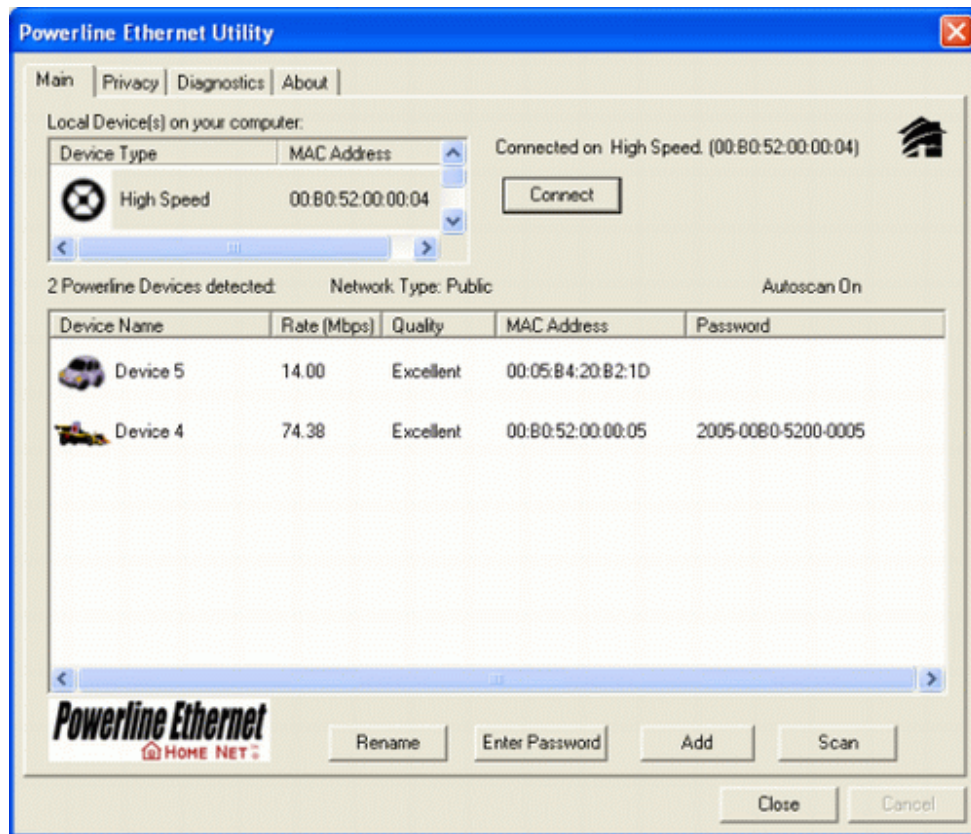 Powerline Ethernet Utility
Main Privacy Diagnostics About
Local Device(s) on your computer:
Device Type MAC Address
High Speed 00:B0:52:00:00:04
Connected on High Speed. (00:B0:52:00:00:04)
Connect
2 Powerline Devices detected: Network Type: Public Autoscan On
Device Name Rate (Mbps) Quality MAC Address Password
Device 5 14.00 Excellent 00:05:B4:20:B2:1D
Device 4 74.38 Excellent 00:B0:52:00:00:05 2005-00B0-5200-0005
Powerline Ethernet
HOME NET
Rename Enter Password Add Scan
Close Cancel